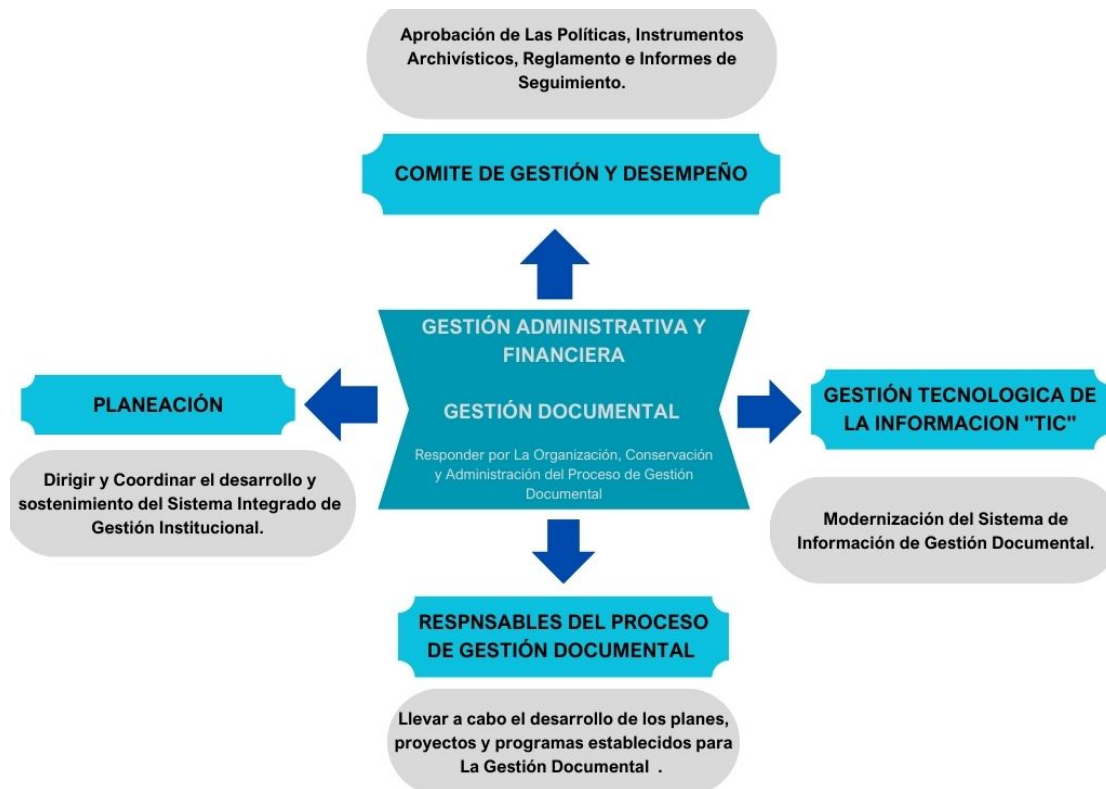 Aprobación de Las Políticas, Instrumentos
Archivísticos, Reglamento e Informes de
Seguimiento.
COMITE DE GESTIÓN Y DESEMPEÑO
GESTIÓN ADMINISTRATIVA Y
FINANCIERA
GESTIÓN DOCUMENTAL
Responder por La Organización, Conservación
y Administración del Proceso de Gestión
Documental
PLANEACIÓN
Dirigir y Coordinar el desarrollo y
sostenimiento del Sistema Integrado de
Gestión Institucional.
GESTIÓN TECNOLOGICA DE
LA INFORMACION "TIC"
Modernización del Sistema de
Información de Gestión Documental.
RESPNSABLES DEL PROCESO
DE GESTIÓN DOCUMENTAL
Llevar a cabo el desarrollo de los planes,
proyectos y programas establecidos para
La Gestión Documental .